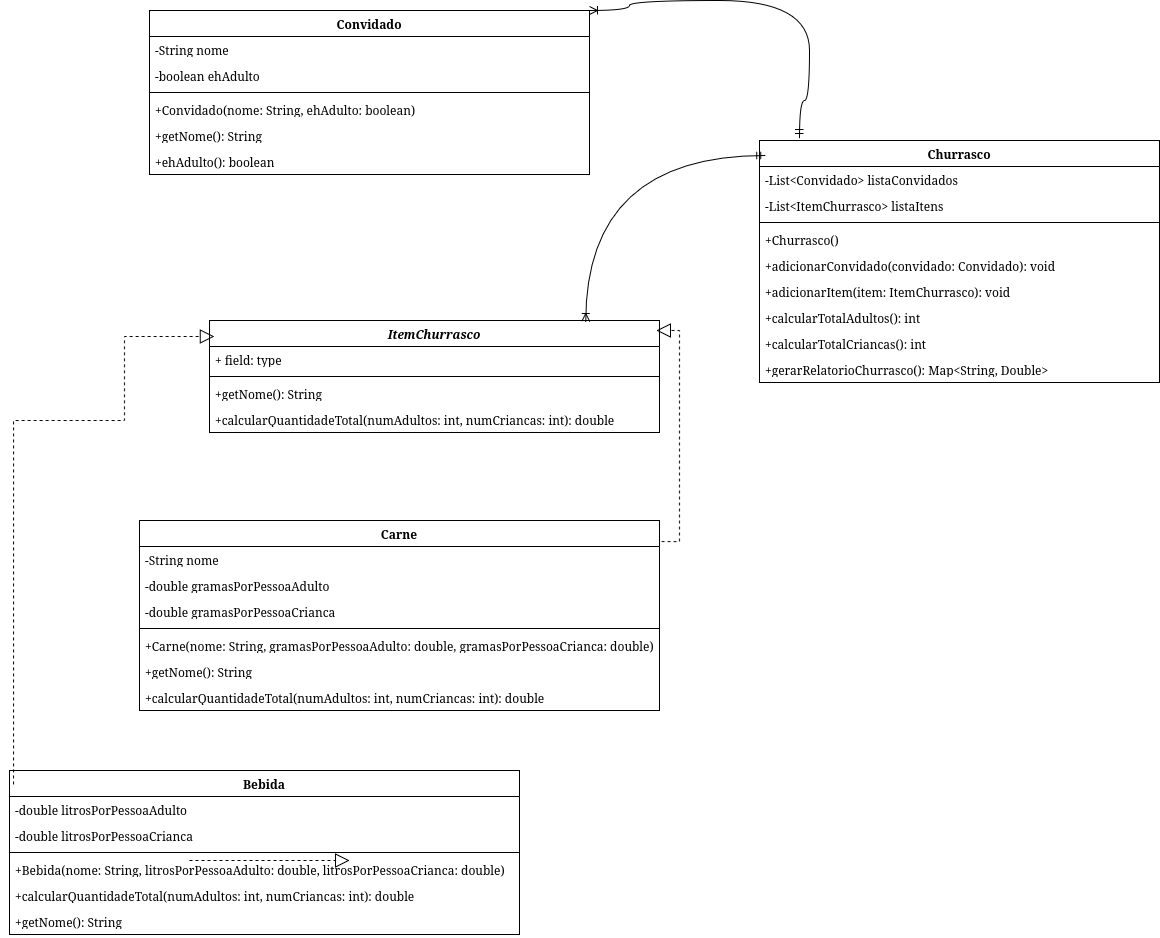 Convidado
-String nome
-boolean ehAdulto
+Convidado(nome: String, ehAdulto: boolean)
+getNome(): String
+ehAdulto(): boolean
Churrasco
-List<Convidado> listaConvidados
-List<ItemChurrasco> listaItens
+Churrasco()
+adicionarConvidado(convidado: Convidado): void
+adicionarItem(item: ItemChurrasco): void
+calcularTotalAdultos(): int
+calcularTotalCriancas(): int
+gerarRelatorioChurrasco(): Map<String, Double>
ItemChurrasco
+ field: type
+getNome(): String
+calcularQuantidadeTotal(numAdultos: int, numCriancas: int): double
Carne
-String nome
-double gramasPorPessoaAdulto
-double gramasPorPessoaCrianca
+Carne(nome: String, gramasPorPessoaAdulto: double, gramasPorPessoaCrianca: double)
+getNome(): String
+calcularQuantidadeTotal(numAdultos: int, numCriancas: int): double
Bebida
-double litrosPorPessoaAdulto
-double litrosPorPessoaCrianca
+Bebida(nome: String, litrosPorPessoaAdulto: double, litrosPorPessoaCrianca: double)
+calcularQuantidadeTotal(numAdultos: int, numCriancas: int): double
+getNome(): String